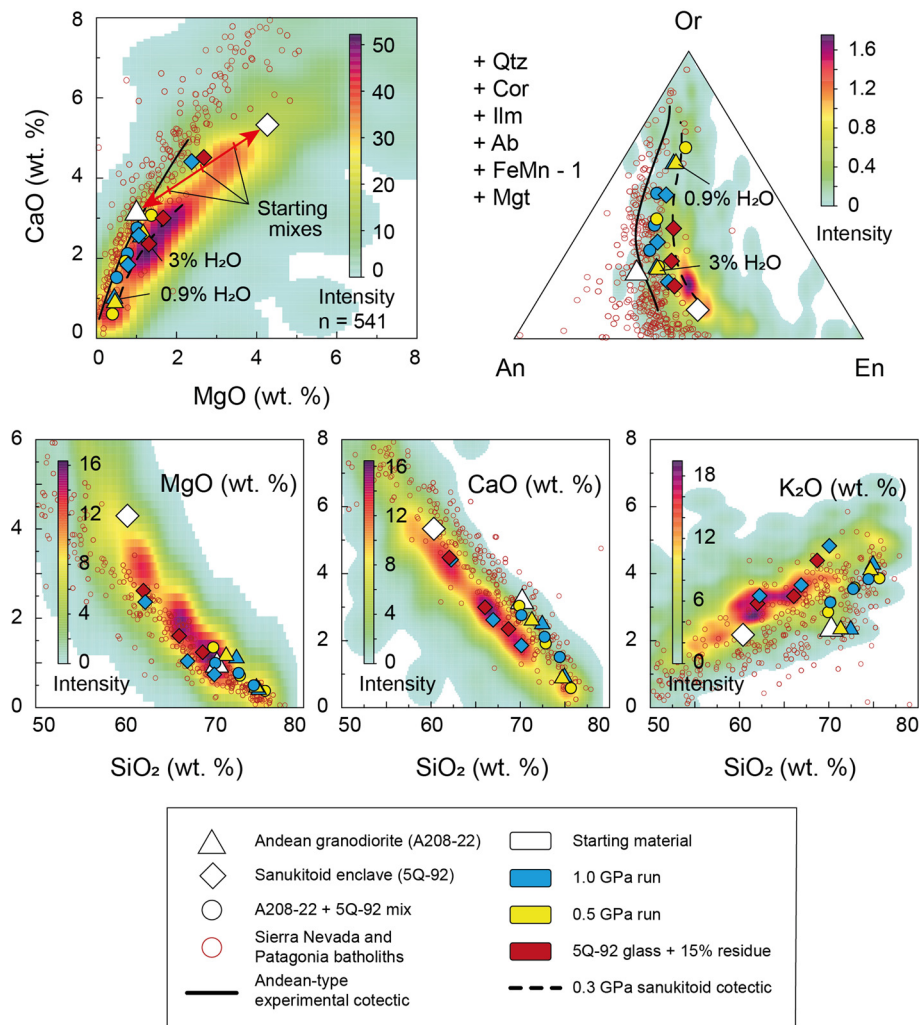 8
6
4
2
0
CaO (wt. %)
0 2 4 6 8
MgO (wt. %)
50
40
30
20
10
0
Starting
mixes
3% H₂O
0.9% H₂O
Intensity
n = 541
+ Qtz
+ Cor
+ Ilm
+ Ab
+ FeMn - 1
+ Mgt
Or
An
En
0.9% H₂O
3% H₂O
1.6
1.2
0.8
0.4
0
Intensity
6
4
2
0
16
12
8
4
0
Intensity
MgO (wt. %)
50 60 70 80
SiO₂ (wt. %)
8
6
4
2
0
16
12
8
4
0
Intensity
CaO (wt. %)
50 60 70 80
SiO₂ (wt. %)
8
6
4
2
0
18
12
6
0
Intensity
K₂O (wt. %)
50 60 70 80
SiO₂ (wt. %)
Andean granodiorite (A208-22)
Sanukitoid enclave (5Q-92)
A208-22 + 5Q-92 mix
Sierra Nevada and
Patagonia batholiths
Andean-type
experimental cotectic
Starting material
1.0 GPa run
0.5 GPa run
5Q-92 glass + 15% residue
0.3 GPa sanukitoid cotectic